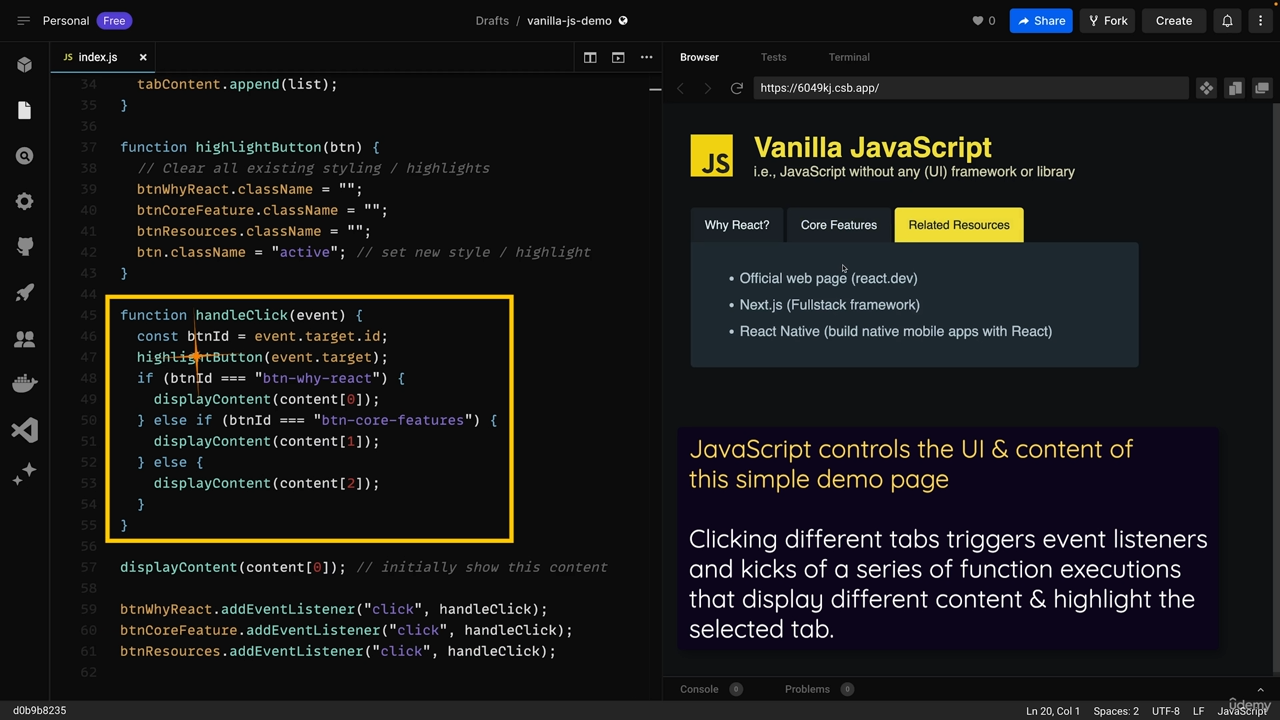 Personal Free
Drafts / vanilla-js-demo
0 Share Fork Create
JS index.js
34 tabContent.append(list);
35 }
36
37 function highlightButton(btn) {
38 // Clear all existing styling / highlights
39 btnWhyReact.className = "";
40 btnCoreFeature.className = "";
41 btnResources.className = "";
42 btn.className = "active"; // set new style / highlight
43 }
44
45 function handleClick(event) {
46 const btnId = event.target.id;
47 highlightButton(event.target);
48 if (btnId === "btn-why-react") {
49 displayContent(content[0]);
50 } else if (btnId === "btn-core-features") {
51 displayContent(content[1]);
52 } else {
53 displayContent(content[2]);
54 }
55 }
56
57 displayContent(content[0]); // initially show this content
58
59 btnWhyReact.addEventListener("click", handleClick);
60 btnCoreFeature.addEventListener("click", handleClick);
61 btnResources.addEventListener("click", handleClick);
62
Browser Tests Terminal
https://6049kj.csb.app/
JS
Vanilla JavaScript
i.e., JavaScript without any (UI) framework or library
Why React? Core Features Related Resources
• Official web page (react.dev)
• Next.js (Fullstack framework)
• React Native (build native mobile apps with React)
JavaScript controls the UI & content of
this simple demo page
Clicking different tabs triggers event listeners
and kicks of a series of function executions
that display different content & highlight the
selected tab.
Console 0 Problems 0
d0b9b8235
Ln 20, Col 1 Spaces: 2 UTF-8 LF JavaScript
udemy